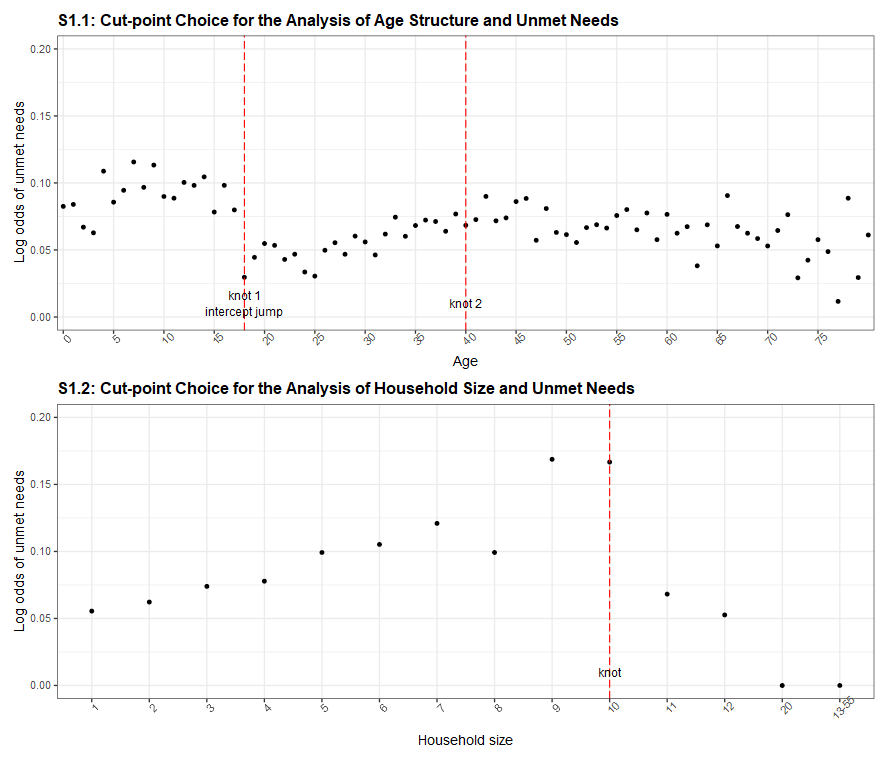 S1.1: Cut-point Choice for the Analysis of Age Structure and Unmet Needs
Log odds of unmet needs
0.20
0.15
0.10
0.05
0.00
knot 1
intercept jump
knot 2
0 5 10 15 20 25 30 35 40 45 50 55 60 65 70 75
Age
S1.2: Cut-point Choice for the Analysis of Household Size and Unmet Needs
Log odds of unmet needs
0.20
0.15
0.10
0.05
0.00
knot
1 2 3 4 5 6 7 8 9 10 11 12 20 13-55
Household size